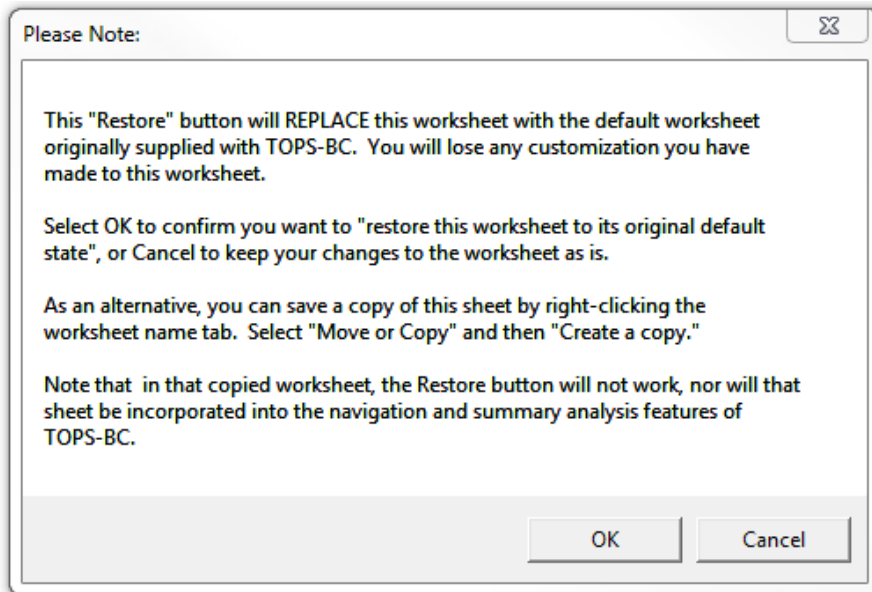 Please Note:
This "Restore" button will REPLACE this worksheet with the default worksheet
originally supplied with TOPS-BC.  You will lose any customization you have
made to this worksheet.
Select OK to confirm you want to "restore this worksheet to its original default
state", or Cancel to keep your changes to the worksheet as is.
As an alternative, you can save a copy of this sheet by right-clicking the
worksheet name tab.  Select "Move or Copy" and then "Create a copy."
Note that  in that copied worksheet, the Restore button will not work, nor will that
sheet be incorporated into the navigation and summary analysis features of
TOPS-BC.
OK
Cancel